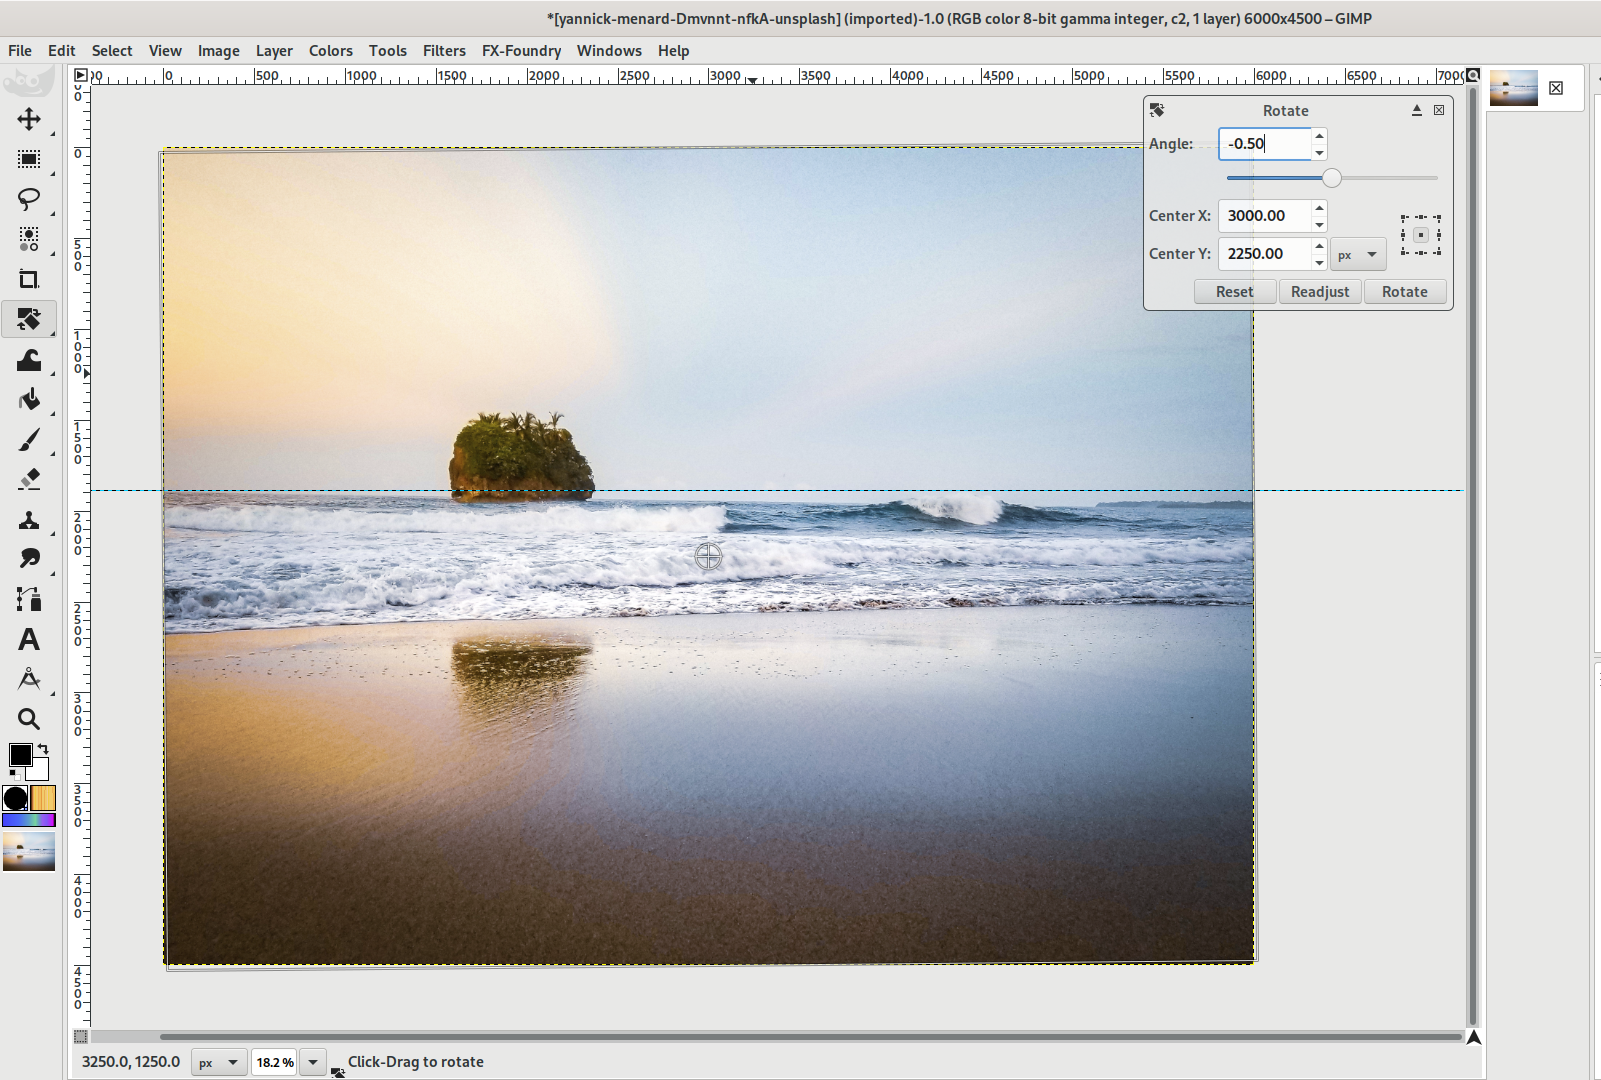 *[yannick-menard-Dmvnnt-nfkA-unsplash] (imported)-1.0 (RGB color 8-bit gamma integer, c2, 1 layer) 6000x4500 – GIMP
File Edit Select View Image Layer Colors Tools Filters FX-Foundry Windows Help
0 500 1000 1500 2000 2500 3000 3500 4000 4500 5000 5500 6000 6500 7000
Rotate
Angle: -0.50
Center X: 3000.00
Center Y: 2250.00 px
Reset Readjust Rotate
0
500
1000
1500
2000
2500
3000
3500
4000
4500
3250.0, 1250.0 px 18.2 % Click-Drag to rotate